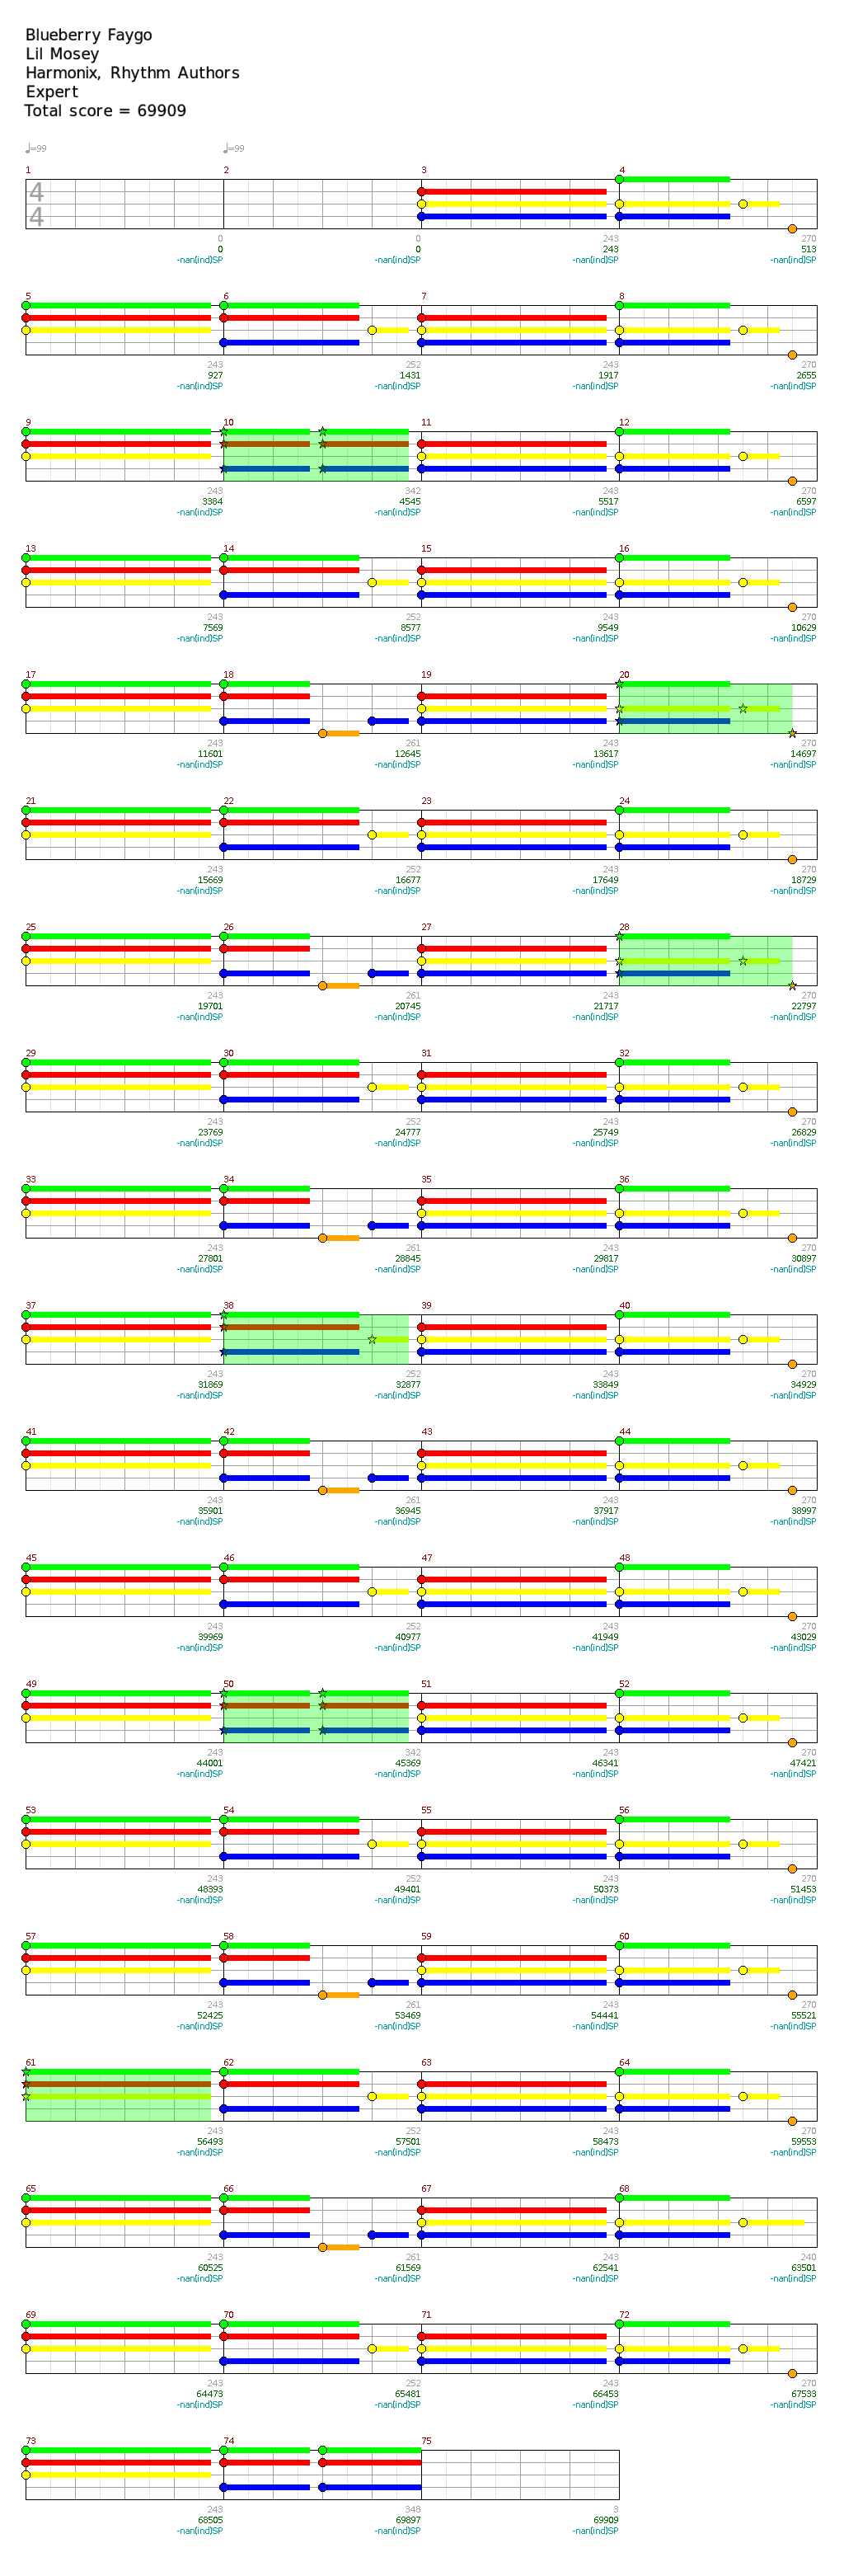 Blueberry Faygo
Lil Mosey
Harmonix, Rhythm Authors
Expert
Total score = 69909
♩=99 ♩=99
1 2 3 4
4
4
0 0 243 270
0 0 243 513
-nan(ind)SP -nan(ind)SP -nan(ind)SP -nan(ind)SP
5 6 7 8
243 252 243 270
927 1431 1917 2655
-nan(ind)SP -nan(ind)SP -nan(ind)SP -nan(ind)SP
9 10 11 12
243 342 243 270
3384 4545 5517 6597
-nan(ind)SP -nan(ind)SP -nan(ind)SP -nan(ind)SP
13 14 15 16
243 252 243 270
7569 8577 9549 10629
-nan(ind)SP -nan(ind)SP -nan(ind)SP -nan(ind)SP
17 18 19 20
243 261 243 270
11601 12645 13617 14697
-nan(ind)SP -nan(ind)SP -nan(ind)SP -nan(ind)SP
21 22 23 24
243 252 243 270
15669 16677 17649 18729
-nan(ind)SP -nan(ind)SP -nan(ind)SP -nan(ind)SP
25 26 27 28
243 261 243 270
19701 20745 21717 22797
-nan(ind)SP -nan(ind)SP -nan(ind)SP -nan(ind)SP
29 30 31 32
243 252 243 270
23769 24777 25749 26829
-nan(ind)SP -nan(ind)SP -nan(ind)SP -nan(ind)SP
33 34 35 36
243 261 243 270
27801 28845 29817 30897
-nan(ind)SP -nan(ind)SP -nan(ind)SP -nan(ind)SP
37 38 39 40
243 252 243 270
31869 32877 33849 34929
-nan(ind)SP -nan(ind)SP -nan(ind)SP -nan(ind)SP
41 42 43 44
243 261 243 270
35901 36945 37917 38997
-nan(ind)SP -nan(ind)SP -nan(ind)SP -nan(ind)SP
45 46 47 48
243 252 243 270
39969 40977 41949 43029
-nan(ind)SP -nan(ind)SP -nan(ind)SP -nan(ind)SP
49 50 51 52
243 342 243 270
44001 45369 46341 47421
-nan(ind)SP -nan(ind)SP -nan(ind)SP -nan(ind)SP
53 54 55 56
243 252 243 270
48393 49401 50373 51453
-nan(ind)SP -nan(ind)SP -nan(ind)SP -nan(ind)SP
57 58 59 60
243 261 243 270
52425 53469 54441 55521
-nan(ind)SP -nan(ind)SP -nan(ind)SP -nan(ind)SP
61 62 63 64
243 252 243 270
56493 57501 58473 59553
-nan(ind)SP -nan(ind)SP -nan(ind)SP -nan(ind)SP
65 66 67 68
243 261 243 240
60525 61569 62541 63501
-nan(ind)SP -nan(ind)SP -nan(ind)SP -nan(ind)SP
69 70 71 72
243 252 243 270
64473 65481 66453 67533
-nan(ind)SP -nan(ind)SP -nan(ind)SP -nan(ind)SP
73 74 75
243 348 3
68505 69897 69909
-nan(ind)SP -nan(ind)SP -nan(ind)SP